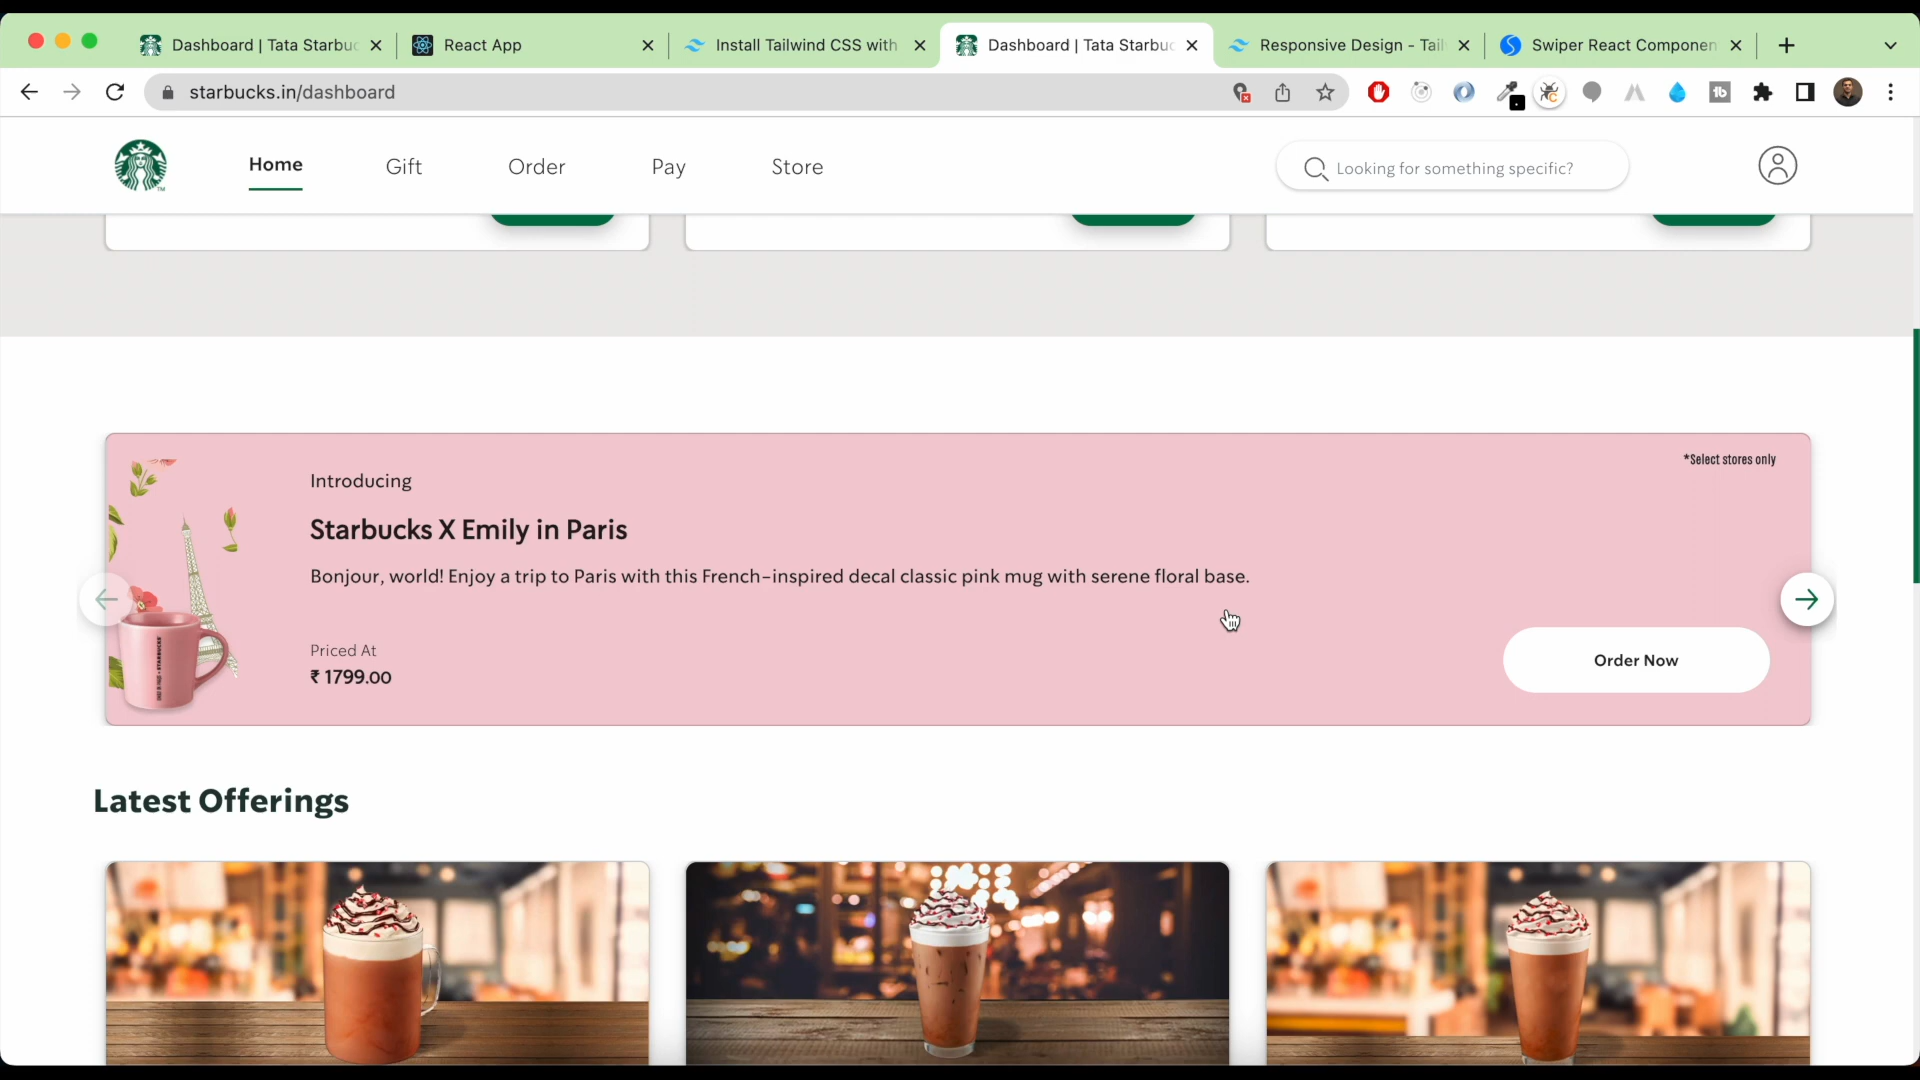 Dashboard | Tata Starbuc
React App
Install Tailwind CSS with
Dashboard | Tata Starbuc
Responsive Design - Tail
Swiper React Componen
starbucks.in/dashboard
Home
Gift
Order
Pay
Store
Looking for something specific?
*Select stores only
Introducing
Starbucks X Emily in Paris
Bonjour, world! Enjoy a trip to Paris with this French-inspired decal classic pink mug with serene floral base.
Priced At
₹ 1799.00
Order Now
Latest Offerings